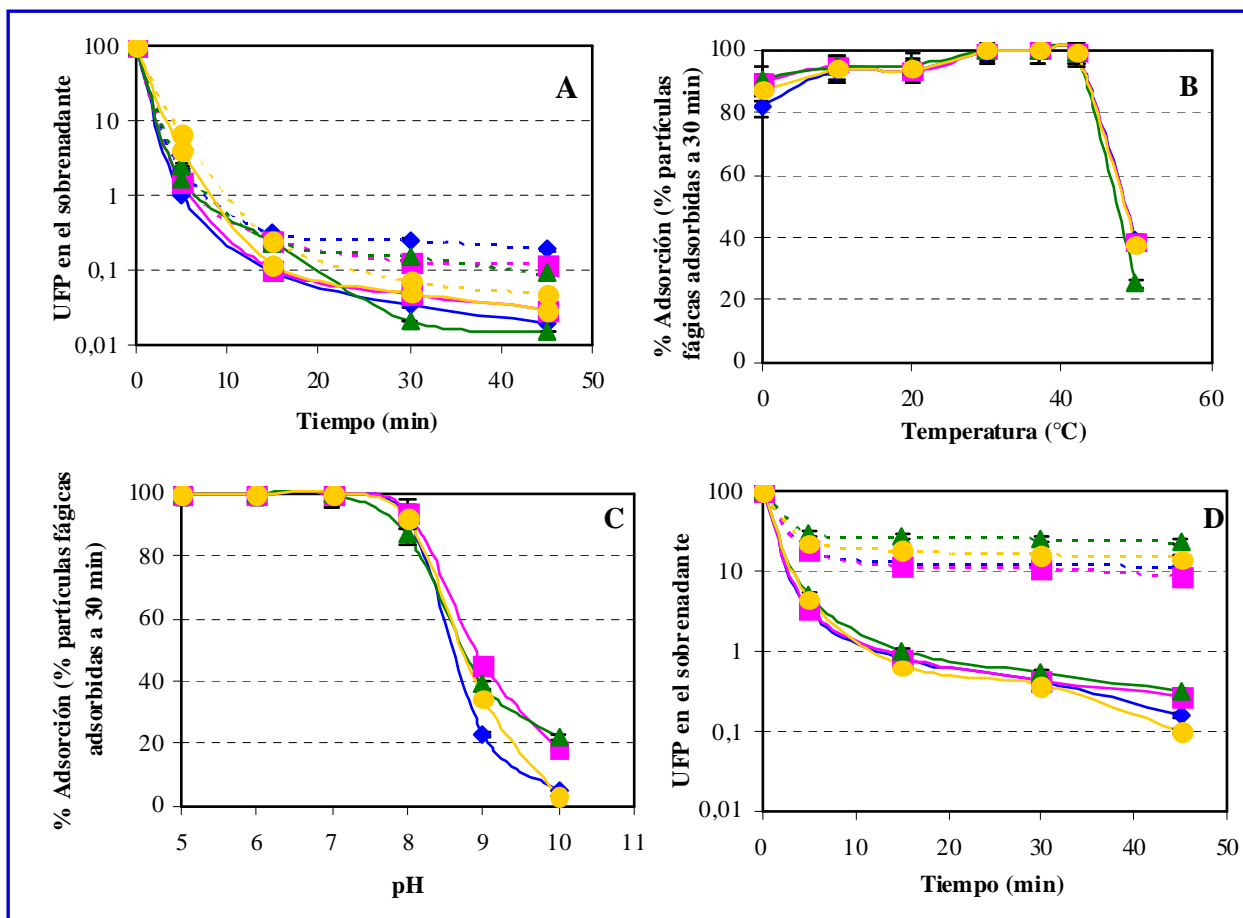 A
UFP en el sobrenadante
100
10
1
0,1
0,01
0 10 20 30 40 50
Tiempo (min)
B
% Adsorción (% partículas
fágicas adsorbidas a 30 min)
100
80
60
40
20
0
0 20 40 60
Temperatura (°C)
C
% Adsorción (% partículas fágicas
adsorbidas a 30 min)
100
80
60
40
20
0
5 6 7 8 9 10 11
pH
D
UFP en el sobrenadante
100
10
1
0,1
0,01
0 10 20 30 40 50
Tiempo (min)